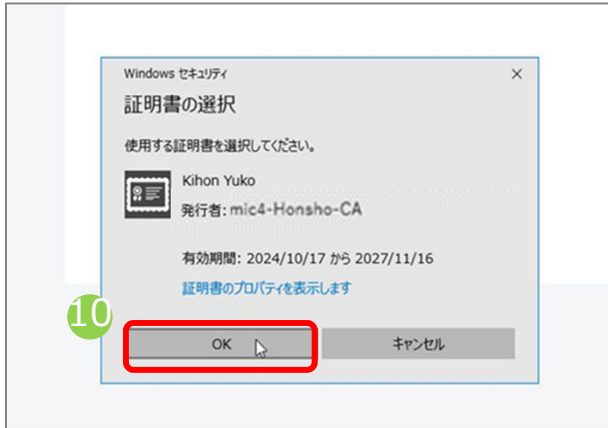 Windows セキュリティ
×
証明書の選択
使用する証明書を選択してください。
Kihon Yuko
発行者: mic4-Honsho-CA
有効期間: 2024/10/17 から 2027/11/16
証明書のプロパティを表示します
10
OK
キャンセル